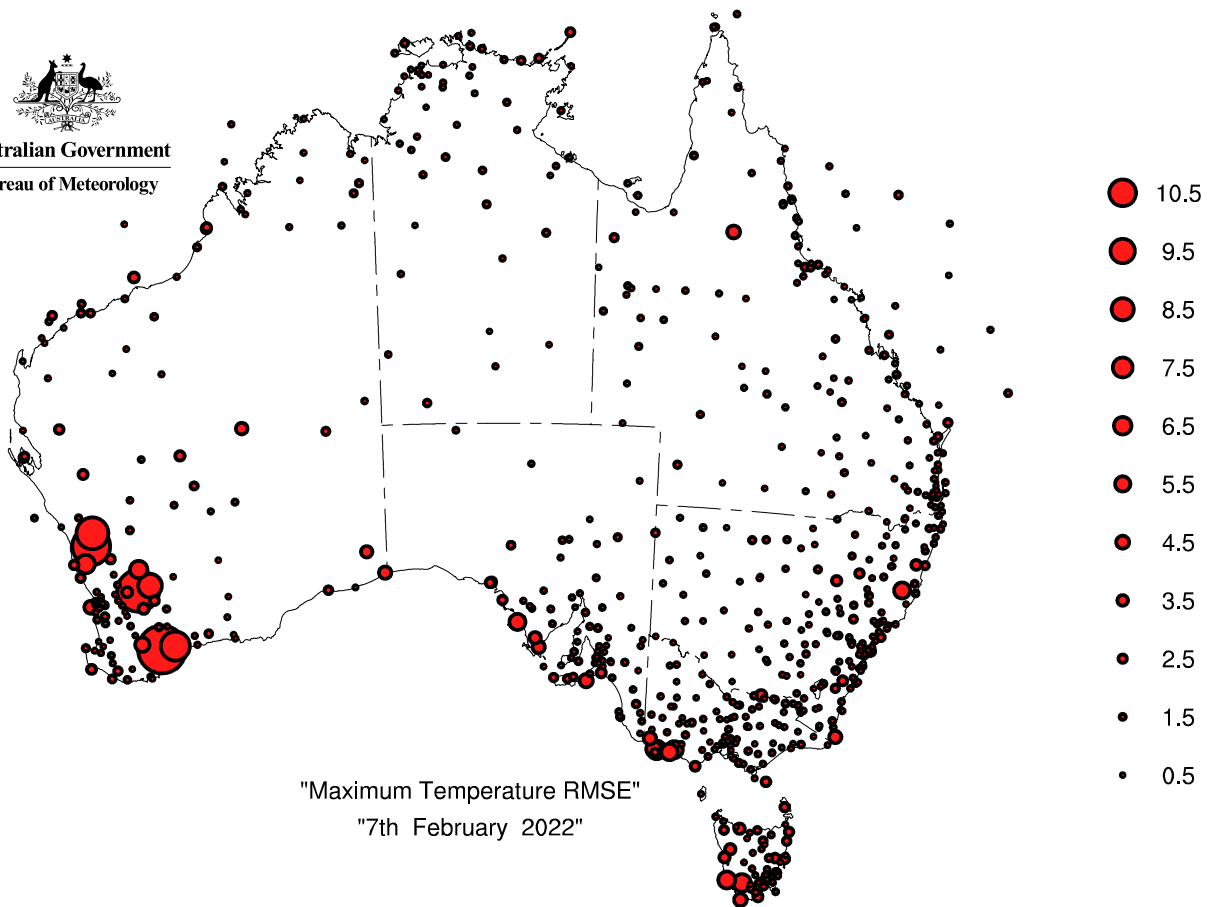 AUSTRALIA
tralian Government
reau of Meteorology
10.5
9.5
8.5
7.5
6.5
5.5
4.5
3.5
2.5
1.5
0.5
"Maximum Temperature RMSE"
"7th February 2022"